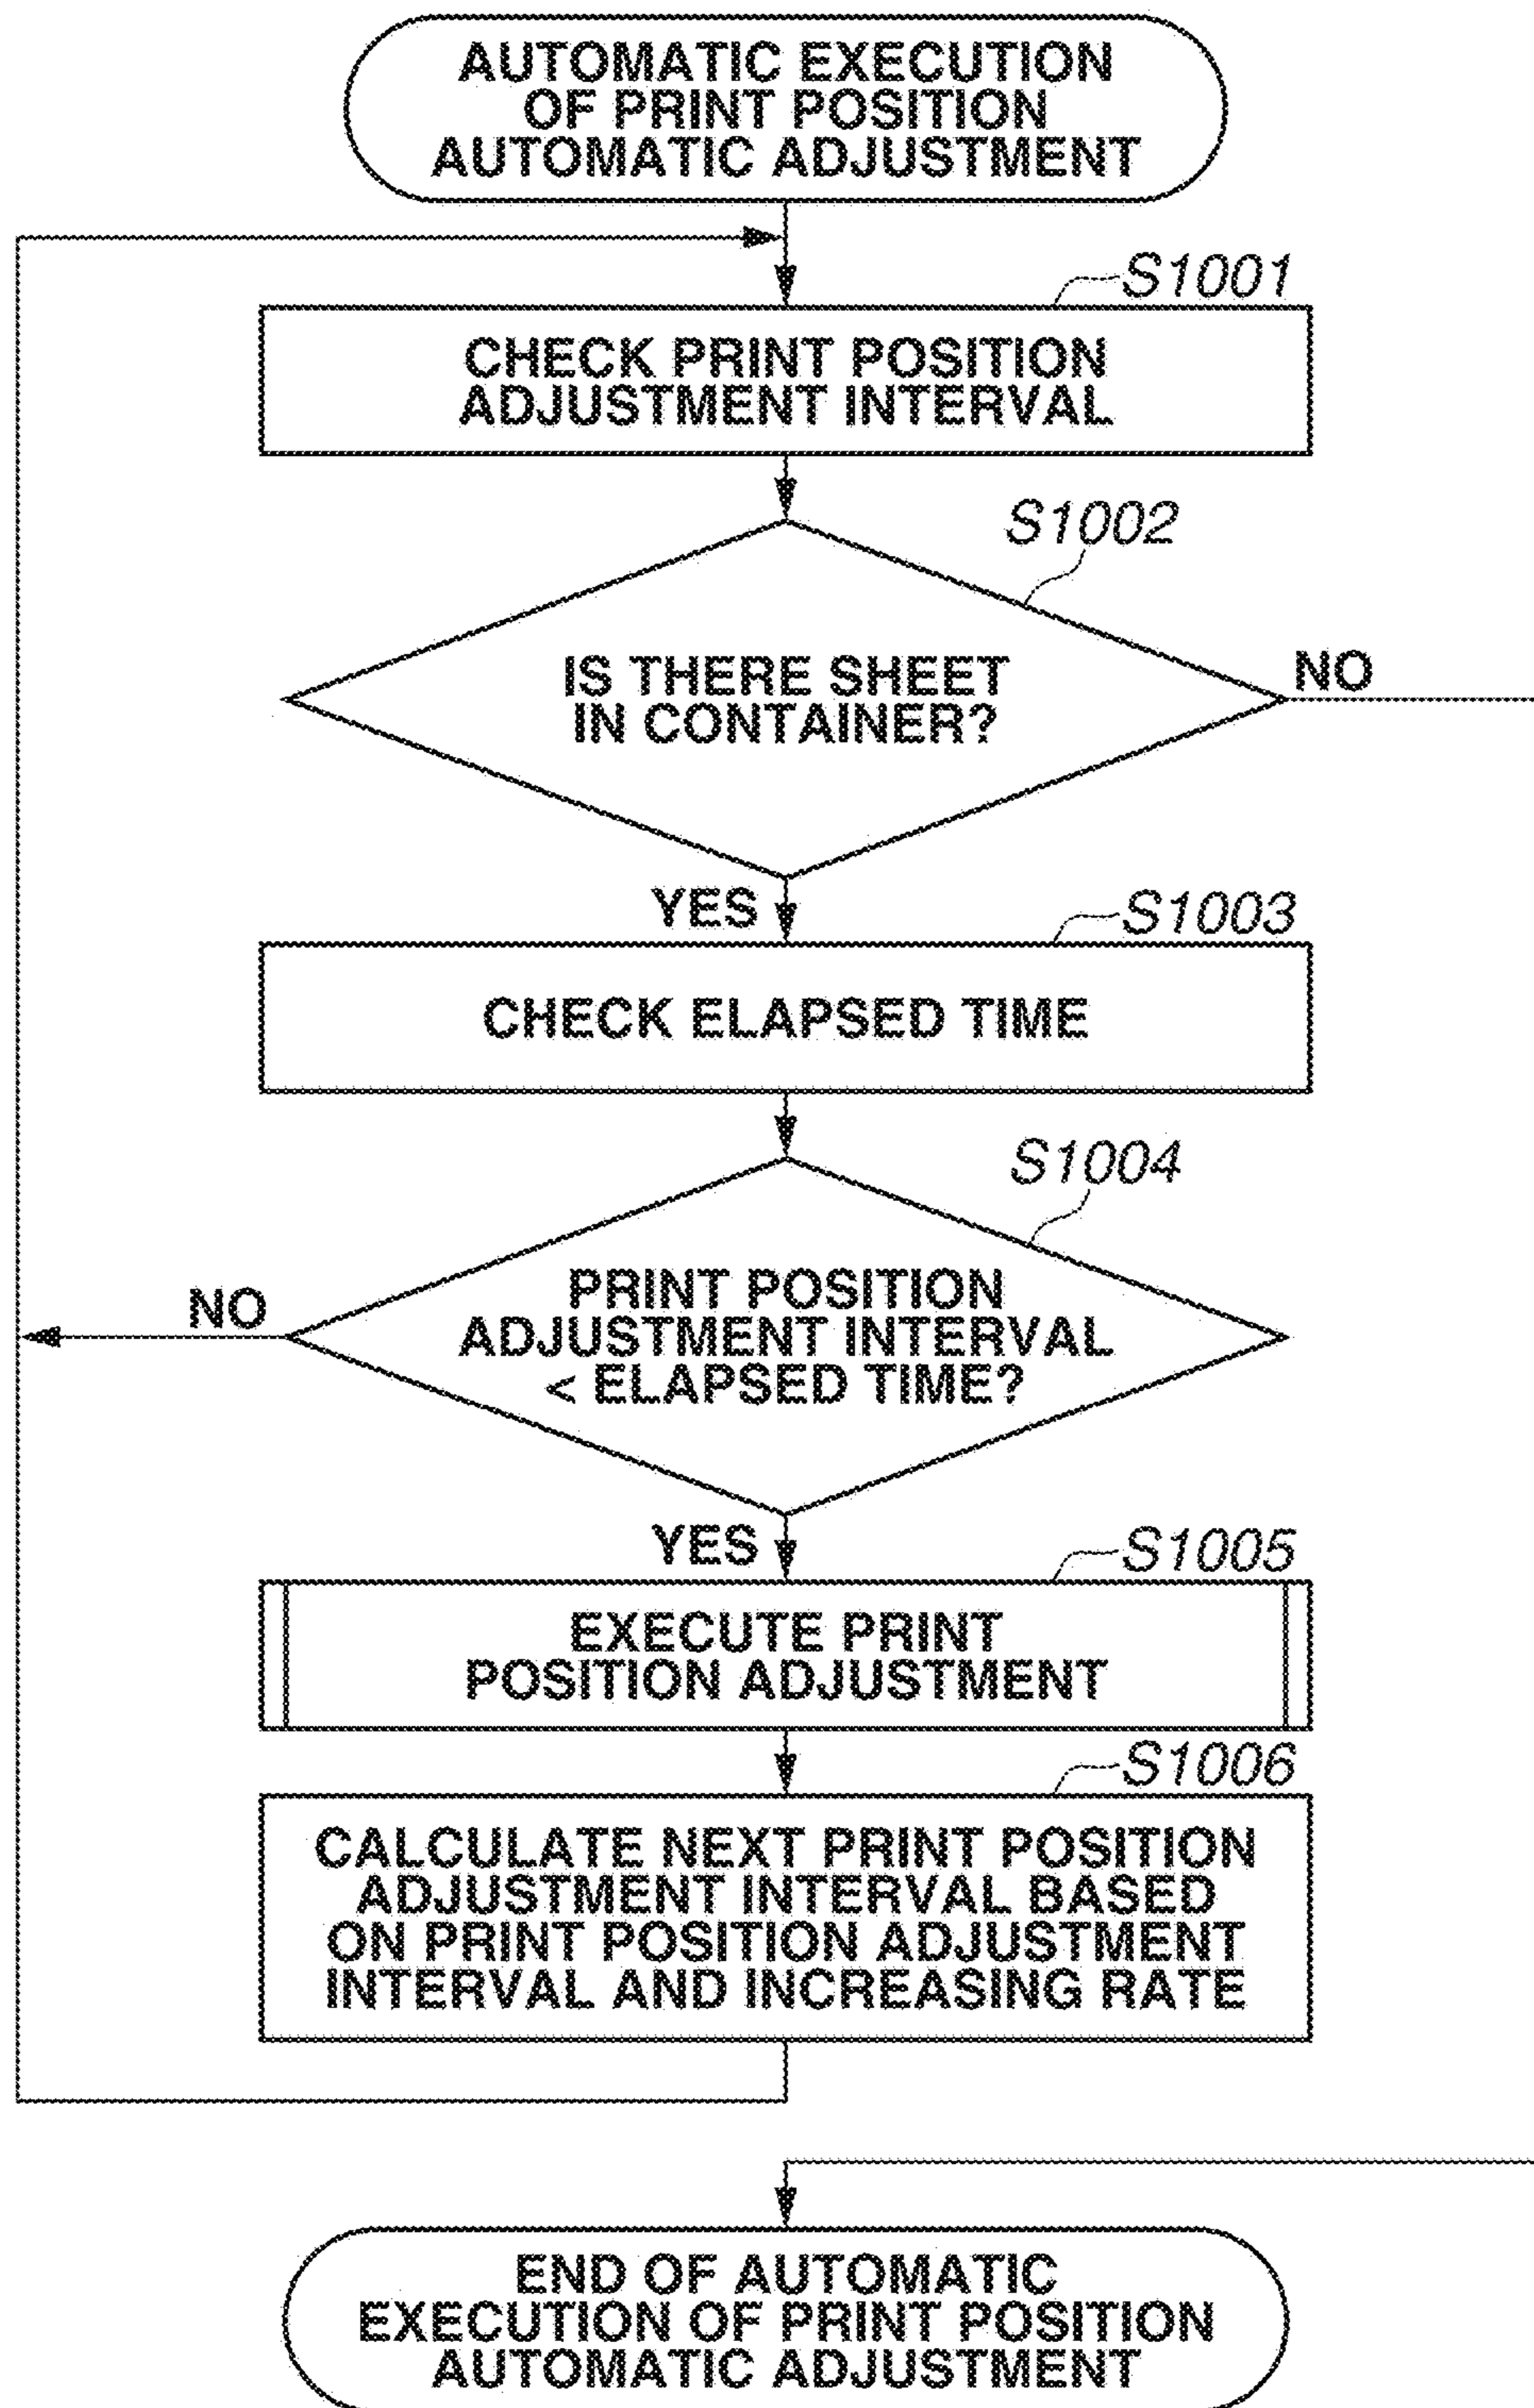 AUTOMATIC EXECUTION
OF PRINT POSITION
AUTOMATIC ADJUSTMENT
S1001
CHECK PRINT POSITION
ADJUSTMENT INTERVAL
S1002
IS THERE SHEET
IN CONTAINER?
NO
YES
S1003
CHECK ELAPSED TIME
S1004
PRINT POSITION
ADJUSTMENT INTERVAL
< ELAPSED TIME?
NO
YES
S1005
EXECUTE PRINT
POSITION ADJUSTMENT
S1006
CALCULATE NEXT PRINT POSITION
ADJUSTMENT INTERVAL BASED
ON PRINT POSITION ADJUSTMENT
INTERVAL AND INCREASING RATE
END OF AUTOMATIC
EXECUTION OF PRINT POSITION
AUTOMATIC ADJUSTMENT